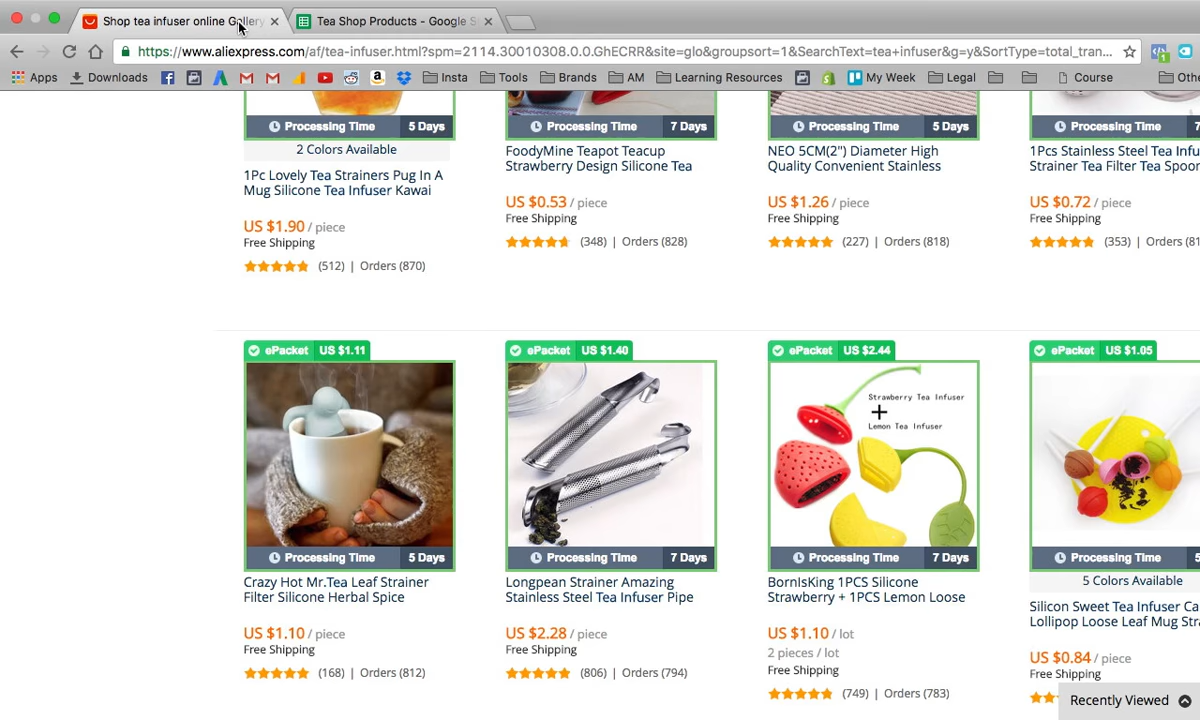 Shop tea infuser online Gallery
Tea Shop Products - Google S
https://www.aliexpress.com/af/tea-infuser.html?spm=2114.30010308.0.0.GhECRR&site=glo&groupsort=1&SearchText=tea+infuser&g=y&SortType=total_tran...
Apps Downloads Insta Tools Brands AM Learning Resources My Week Legal Course Othe
Processing Time 5 Days
Processing Time 7 Days
Processing Time 5 Days
Processing Time
2 Colors Available
1Pc Lovely Tea Strainers Pug In A
Mug Silicone Tea Infuser Kawai
US $1.90 / piece
Free Shipping
(512) | Orders (870)
FoodyMine Teapot Teacup
Strawberry Design Silicone Tea
US $0.53 / piece
Free Shipping
(348) | Orders (828)
NEO 5CM(2") Diameter High
Quality Convenient Stainless
US $1.26 / piece
Free Shipping
(227) | Orders (818)
1Pcs Stainless Steel Tea Infu
Strainer Tea Filter Tea Spoon
US $0.72 / piece
Free Shipping
(353) | Orders (81
ePacket US $1.11
Processing Time 5 Days
Crazy Hot Mr.Tea Leaf Strainer
Filter Silicone Herbal Spice
US $1.10 / piece
Free Shipping
(168) | Orders (812)
ePacket US $1.40
Processing Time 7 Days
Longpean Strainer Amazing
Stainless Steel Tea Infuser Pipe
US $2.28 / piece
Free Shipping
(806) | Orders (794)
ePacket US $2.44
Strawberry Tea Infuser
+
Lemon Tea Infuser
Processing Time 7 Days
BornIsKing 1PCS Silicone
Strawberry + 1PCS Lemon Loose
US $1.10 / lot
2 pieces / lot
Free Shipping
(749) | Orders (783)
ePacket US $1.05
Processing Time 5
5 Colors Available
Silicon Sweet Tea Infuser Ca
Lollipop Loose Leaf Mug Stra
US $0.84 / piece
Free Shipping
Recently Viewed